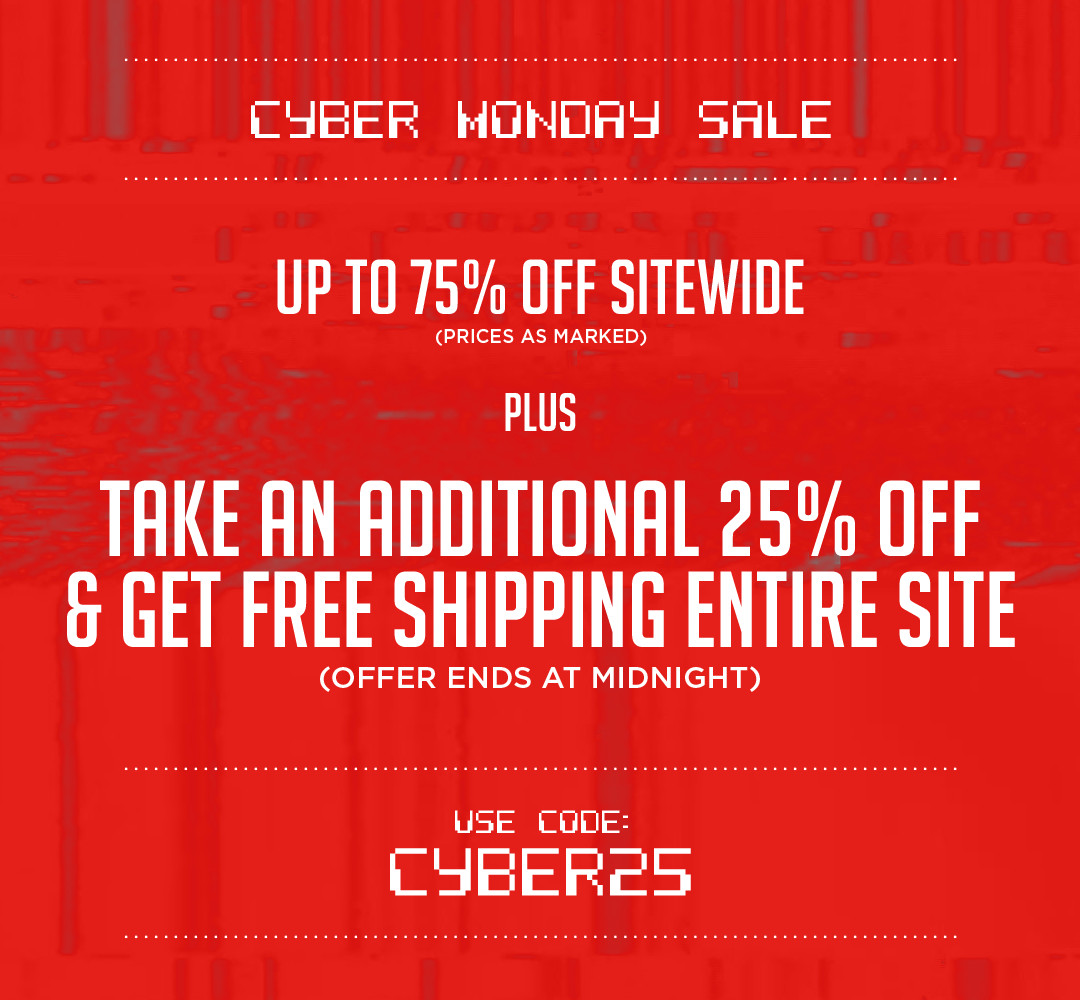 CYBER MONDAY SALE
UP TO 75% OFF SITEWIDE
(PRICES AS MARKED)
PLUS
TAKE AN ADDITIONAL 25% OFF
& GET FREE SHIPPING ENTIRE SITE
(OFFER ENDS AT MIDNIGHT)
USE CODE:
CYBER25